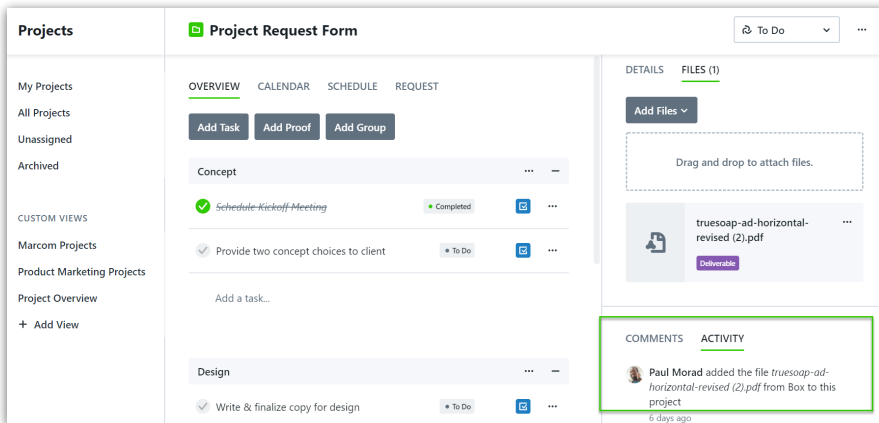 Projects
Project Request Form
To Do
...
My Projects
All Projects
Unassigned
Archived
CUSTOM VIEWS
Marcom Projects
Product Marketing Projects
Project Overview
+ Add View
OVERVIEW CALENDAR SCHEDULE REQUEST
Add Task Add Proof Add Group
Concept ...
Schedule Kickoff Meeting Completed ...
Provide two concept choices to client To Do ...
Add a task...
Design ...
Write & finalize copy for design To Do ...
DETAILS FILES (1)
Add Files
Drag and drop to attach files.
truesoap-ad-horizontal- ...
revised (2).pdf
Deliverable
COMMENTS ACTIVITY
Paul Morad added the file truesoap-ad-
horizontal-revised (2).pdf from Box to this
project
6 days ago